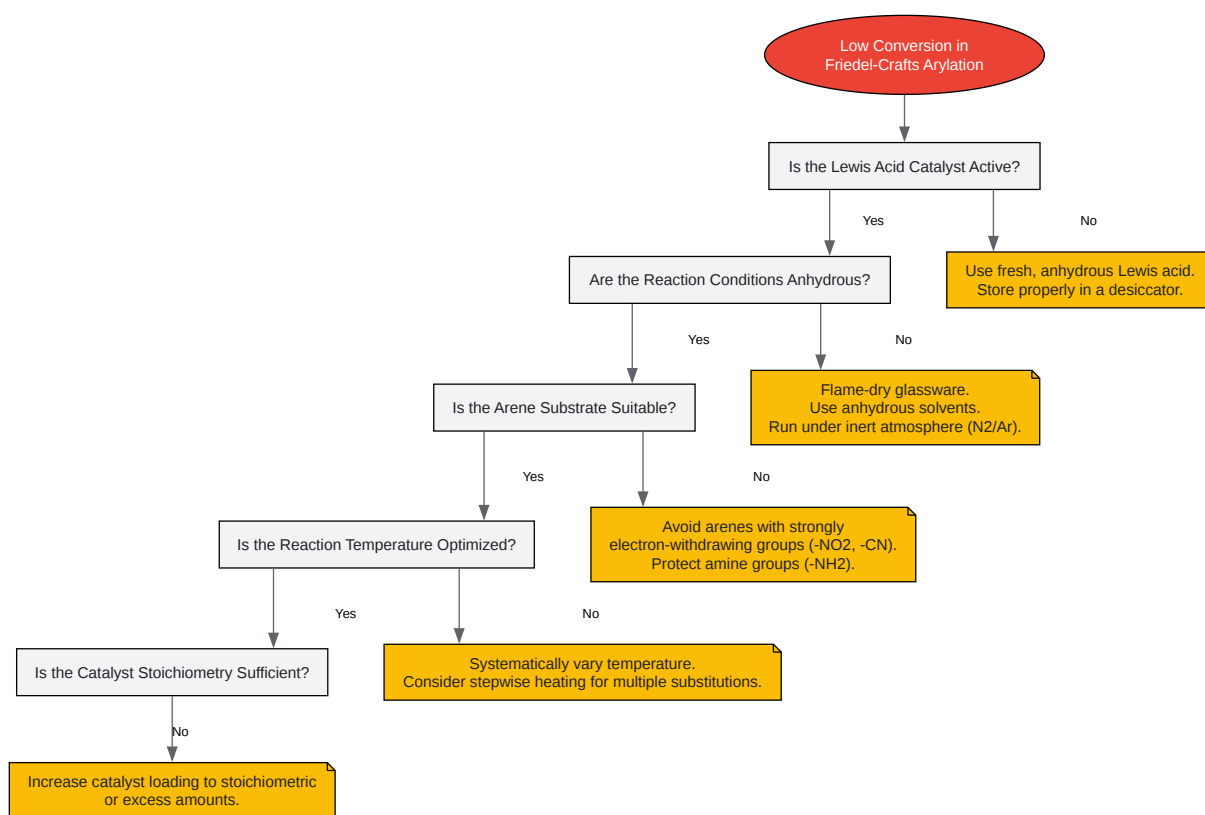 Low Conversion in
Friedel-Crafts Arylation
Is the Lewis Acid Catalyst Active?
Yes
No
Are the Reaction Conditions Anhydrous?
Use fresh, anhydrous Lewis acid.
Store properly in a desiccator.
Yes
No
Is the Arene Substrate Suitable?
Flame-dry glassware.
Use anhydrous solvents.
Run under inert atmosphere (N2/Ar).
Yes
No
Is the Reaction Temperature Optimized?
Avoid arenes with strongly
electron-withdrawing groups (-NO2, -CN).
Protect amine groups (-NH2).
Yes
No
Is the Catalyst Stoichiometry Sufficient?
Systematically vary temperature.
Consider stepwise heating for multiple substitutions.
No
Increase catalyst loading to stoichiometric
or excess amounts.